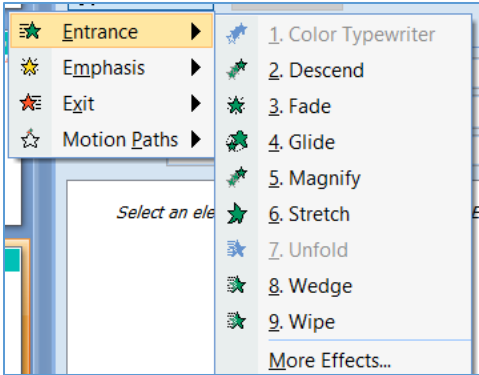 Entrance
Emphasis
Exit
Motion Paths
1. Color Typewriter
2. Descend
3. Fade
4. Glide
5. Magnify
6. Stretch
7. Unfold
8. Wedge
9. Wipe
More Effects...
Select an ele